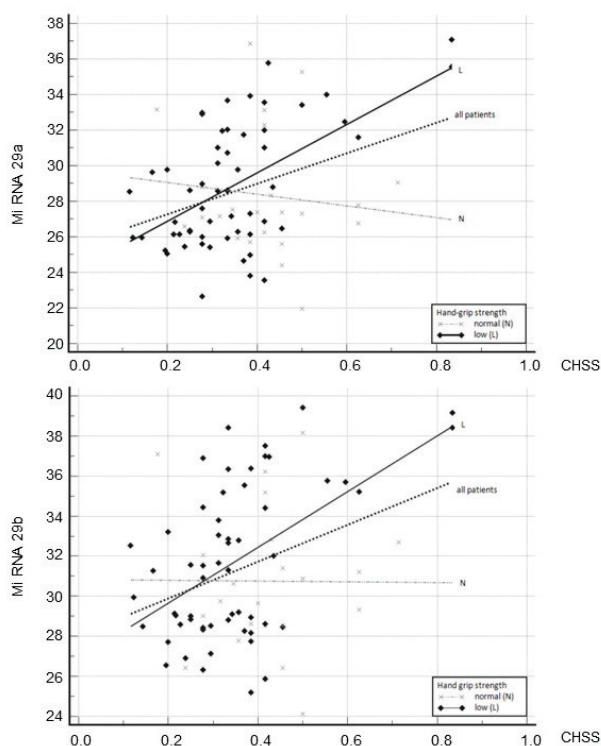 MI RNA 29a
38
36
34
32
30
28
26
24
22
20
L
all patients
N
Hand-grip strength
normal (N)
low (L)
0.0 0.2 0.4 0.6 0.8 1.0 CHSS
MI RNA 29b
40
38
36
34
32
30
28
26
24
L
all patients
N
Hand grip strength
normal (N)
low (L)
0.0 0.2 0.4 0.6 0.8 1.0 CHSS